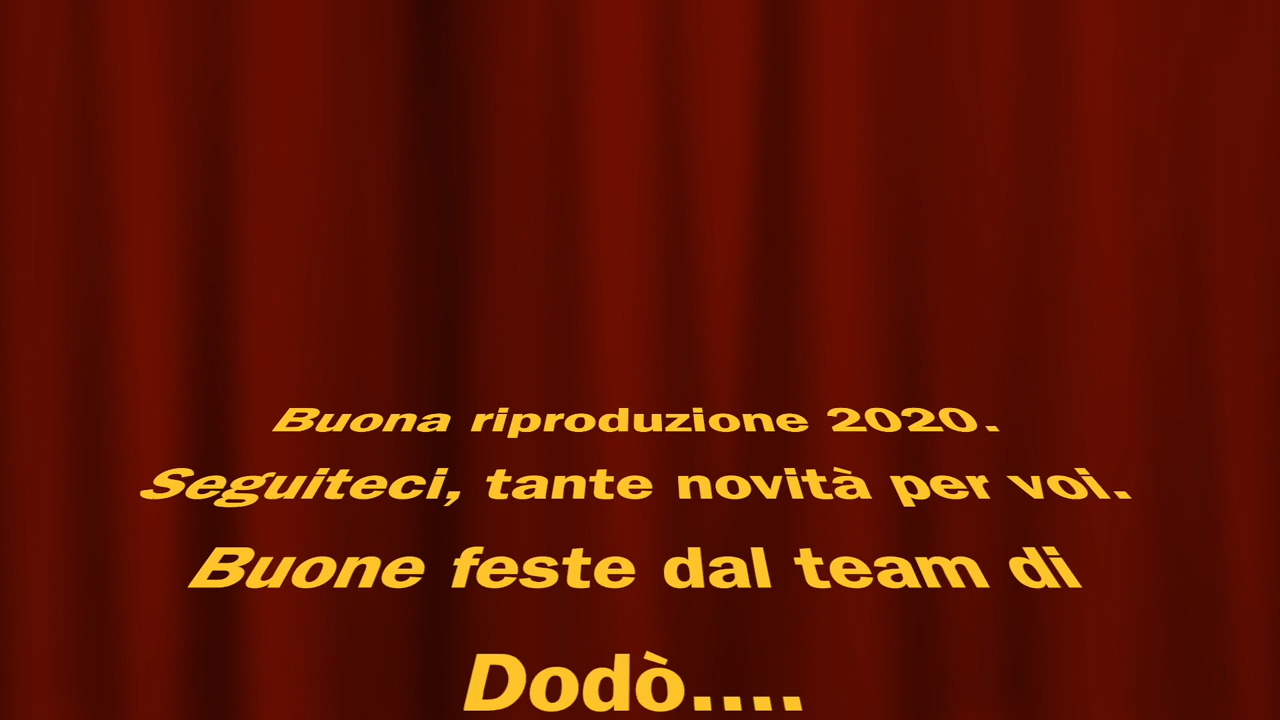 Buona riproduzione 2020.
Seguiteci, tante novità per voi.
Buone feste dal team di
Dodò....